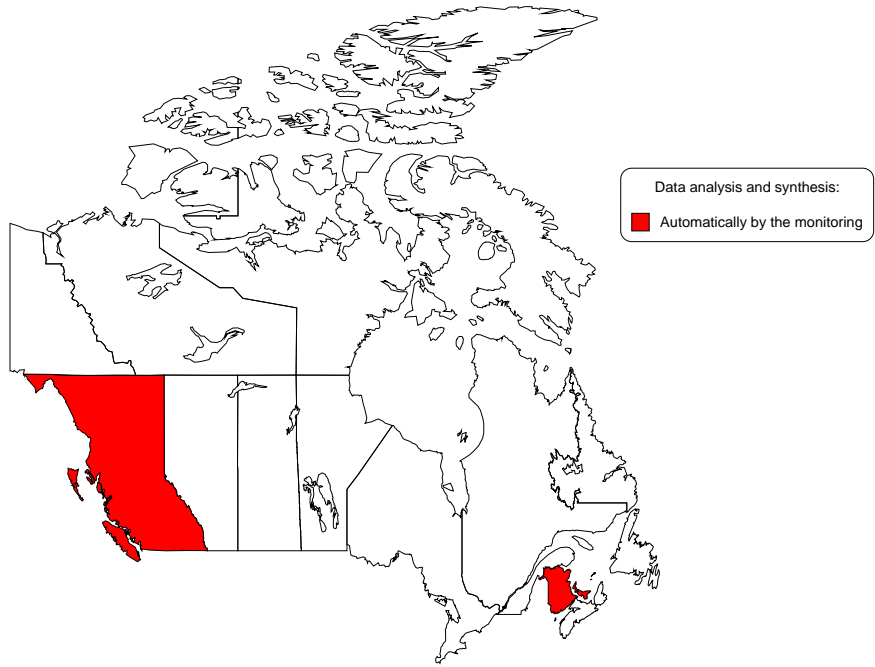 Data analysis and synthesis:
Automatically by the monitoring